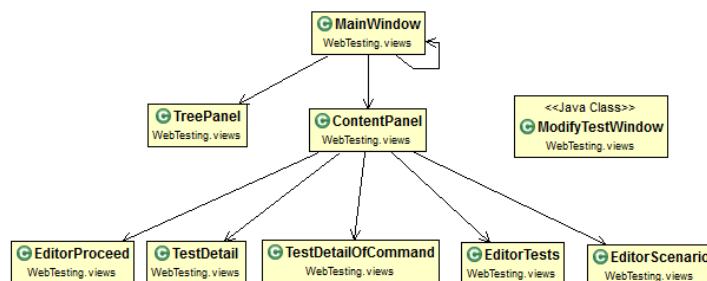 MainWindow
WebTesting.views
TreePanel
WebTesting.views
ContentPanel
WebTesting.views
<<Java Class>>
ModifyTestWindow
WebTesting.views
EditorProceed
WebTesting.views
TestDetail
WebTesting.views
TestDetailOfCommand
WebTesting.views
EditorTests
WebTesting.views
EditorScenario
WebTesting.views